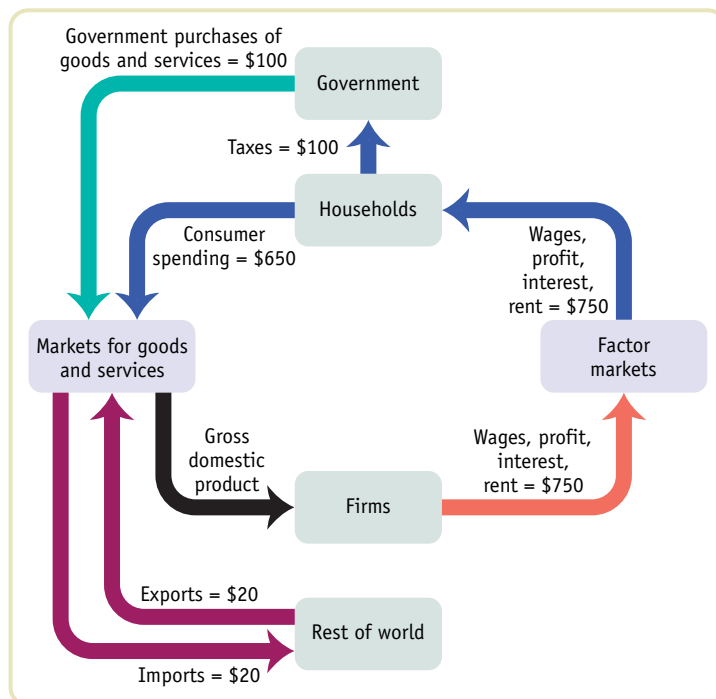 Government purchases of
goods and services = $100
Government
Taxes = $100
Households
Consumer
spending = $650
Wages,
profit,
interest,
rent = $750
Markets for goods
and services
Factor
markets
Gross
domestic
product
Wages, profit,
interest,
rent = $750
Firms
Exports = $20
Rest of world
Imports = $20